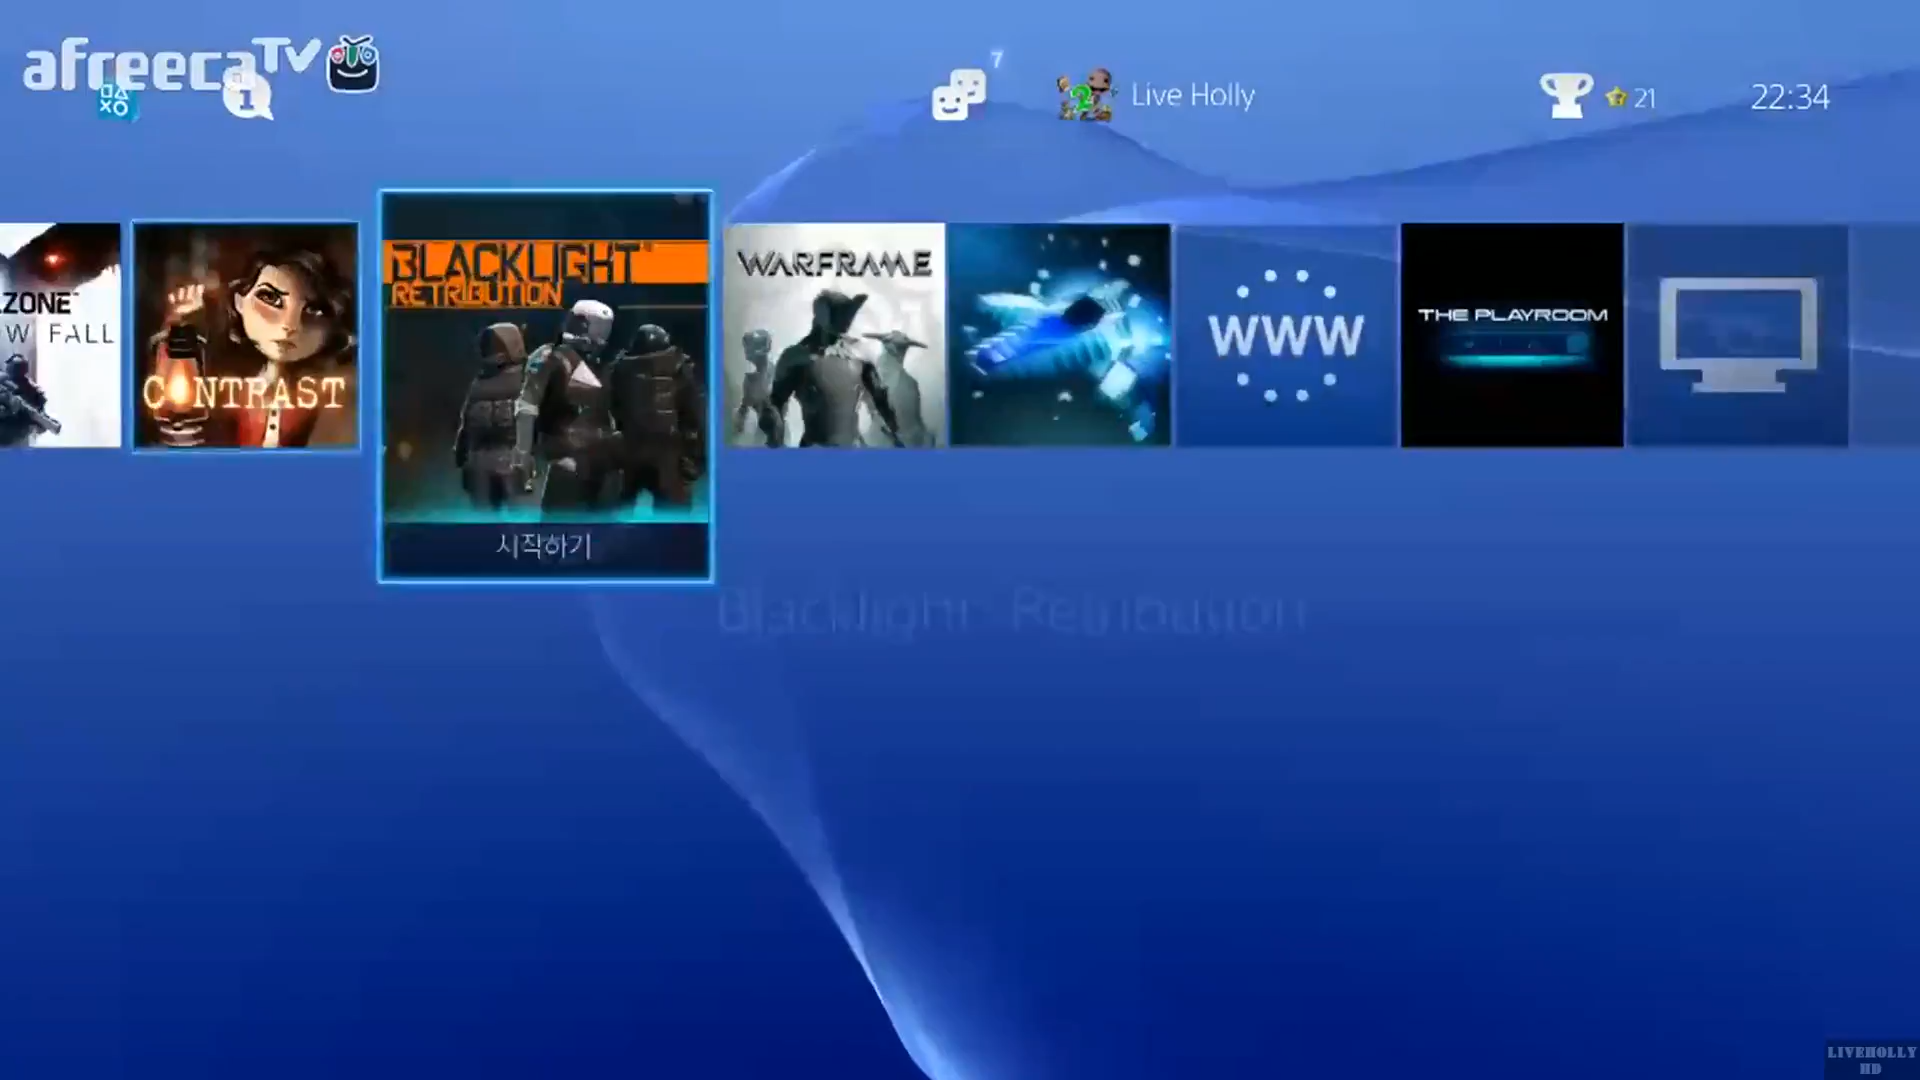 afreecaTV
7
Live Holly
21
22:34
ZONE
W FALL
CONTRAST
BLACKLIGHT
RETRIBUTION
시작하기
WARFRAME
WWW
THE PLAYROOM
Blacklight Retribution
LIVEHOLLY
HD